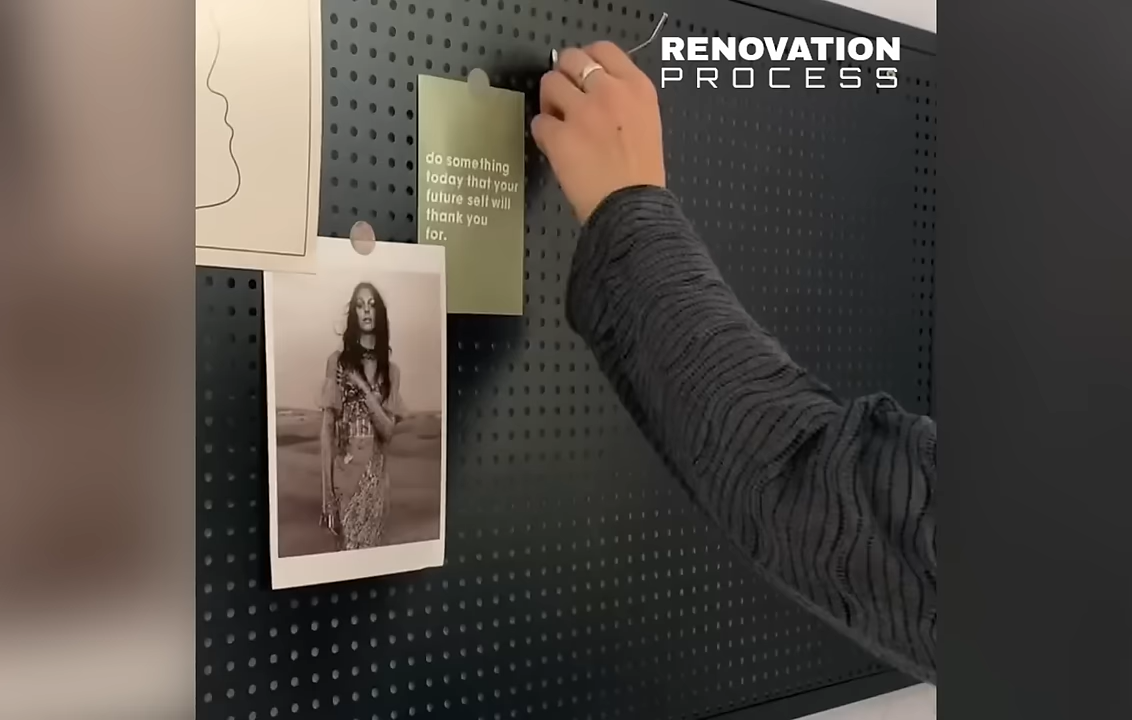 RENOVATION
PROCESS
do something
today that your
future self will
thank you
for.